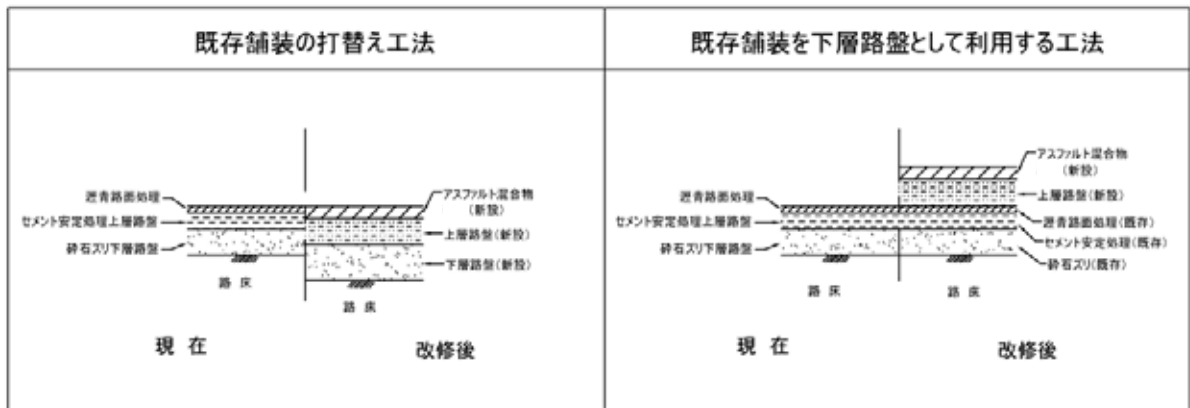 既存舗装の打替え工法
瀝青路面処理
セメント安定処理上層路盤
砕石ズリ下層路盤
路床
アスファルト混合物
(新設)
上層路盤(新設)
下層路盤(新設)
路床
現在
改修後
既存舗装を下層路盤として利用する工法
瀝青路面処理
セメント安定処理上層路盤
砕石ズリ下層路盤
路床
アスファルト混合物
(新設)
上層路盤(新設)
瀝青路面処理(既存)
セメント安定処理(既存)
砕石ズリ(既存)
路床
現在
改修後